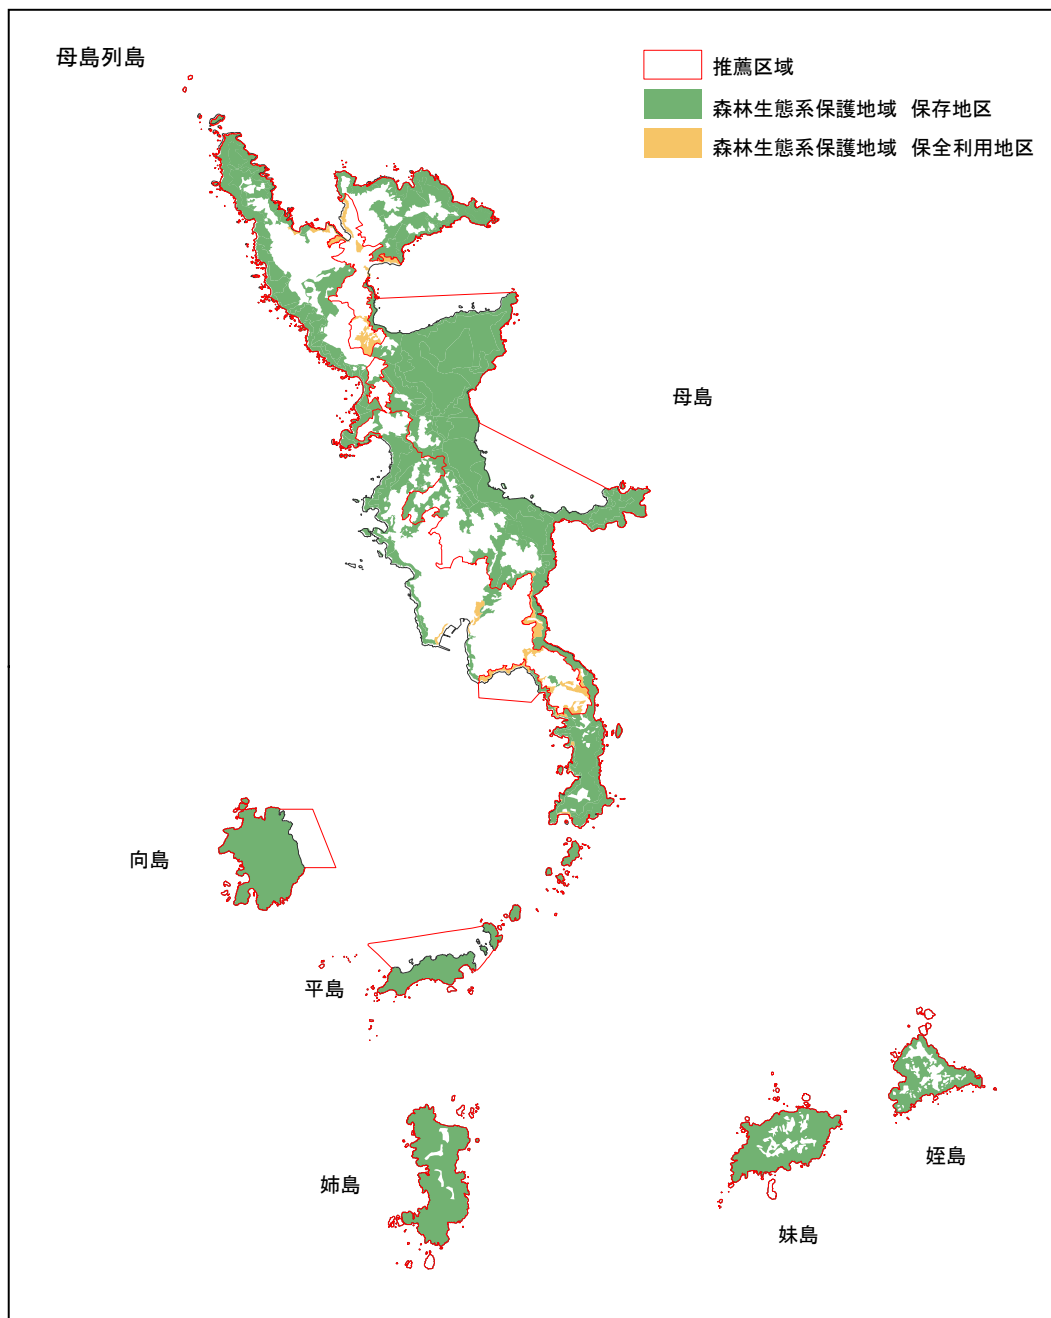 母島列島
推薦区域
森林生態系保護地域　保存地区
森林生態系保護地域　保全利用地区
母島
向島
平島
姉島
妹島
姪島